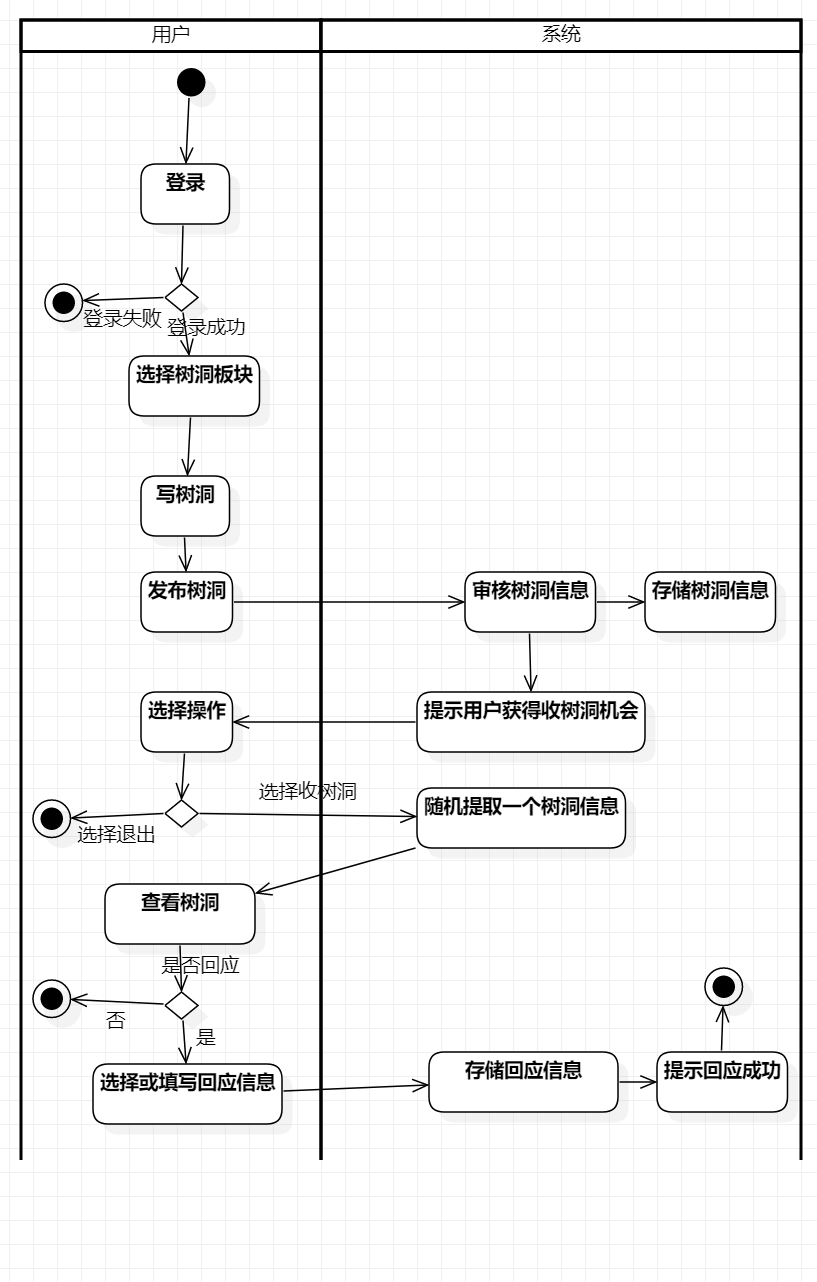 用户
系统
登录
登录失败
登录成功
选择树洞板块
写树洞
发布树洞
审核树洞信息
存储树洞信息
选择操作
提示用户获得收树洞机会
选择收树洞
选择退出
随机提取一个树洞信息
查看树洞
是否回应
否
是
选择或填写回应信息
存储回应信息
提示回应成功